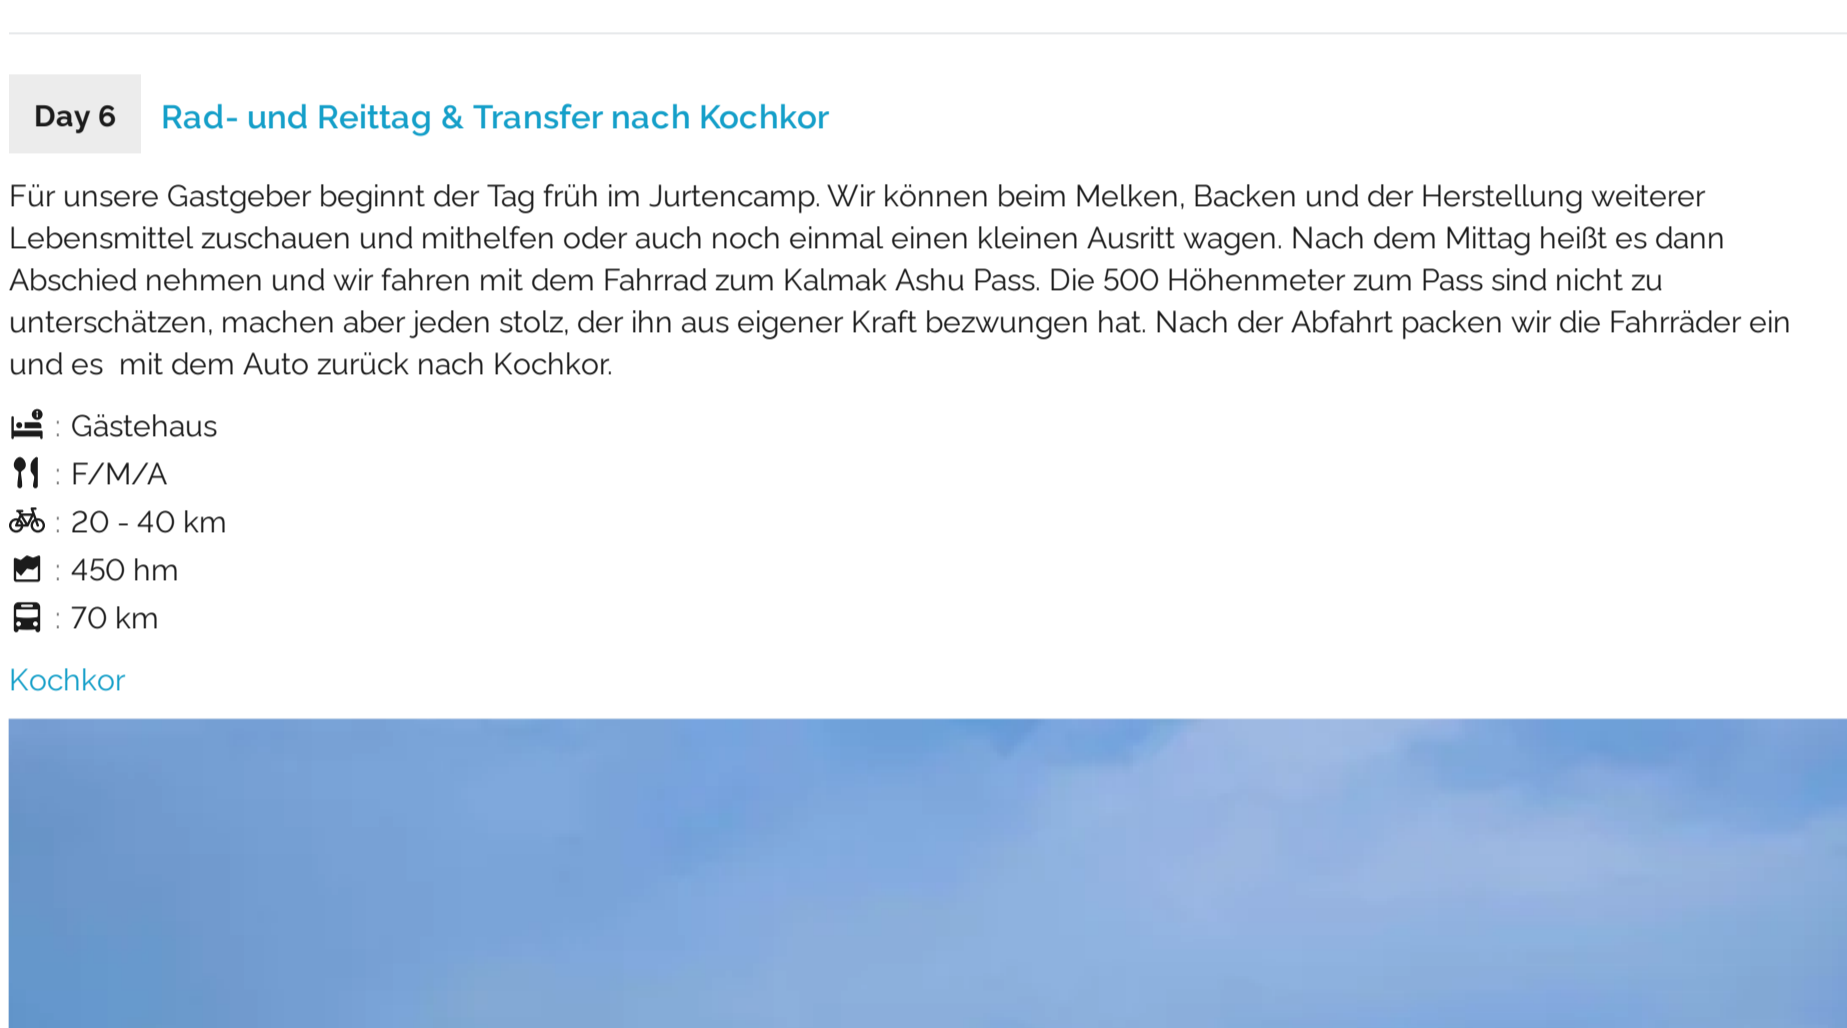 Day 6
Rad- und Reittag & Transfer nach Kochkor
Für unsere Gastgeber beginnt der Tag früh im Jurtencamp. Wir können beim Melken, Backen und der Herstellung weiterer
Lebensmittel zuschauen und mithelfen oder auch noch einmal einen kleinen Ausritt wagen. Nach dem Mittag heißt es dann
Abschied nehmen und wir fahren mit dem Fahrrad zum Kalmak Ashu Pass. Die 500 Höhenmeter zum Pass sind nicht zu
unterschätzen, machen aber jeden stolz, der ihn aus eigener Kraft bezwungen hat. Nach der Abfahrt packen wir die Fahrräder ein
und es  mit dem Auto zurück nach Kochkor.
: Gästehaus
: F/M/A
: 20 - 40 km
: 450 hm
: 70 km
Kochkor